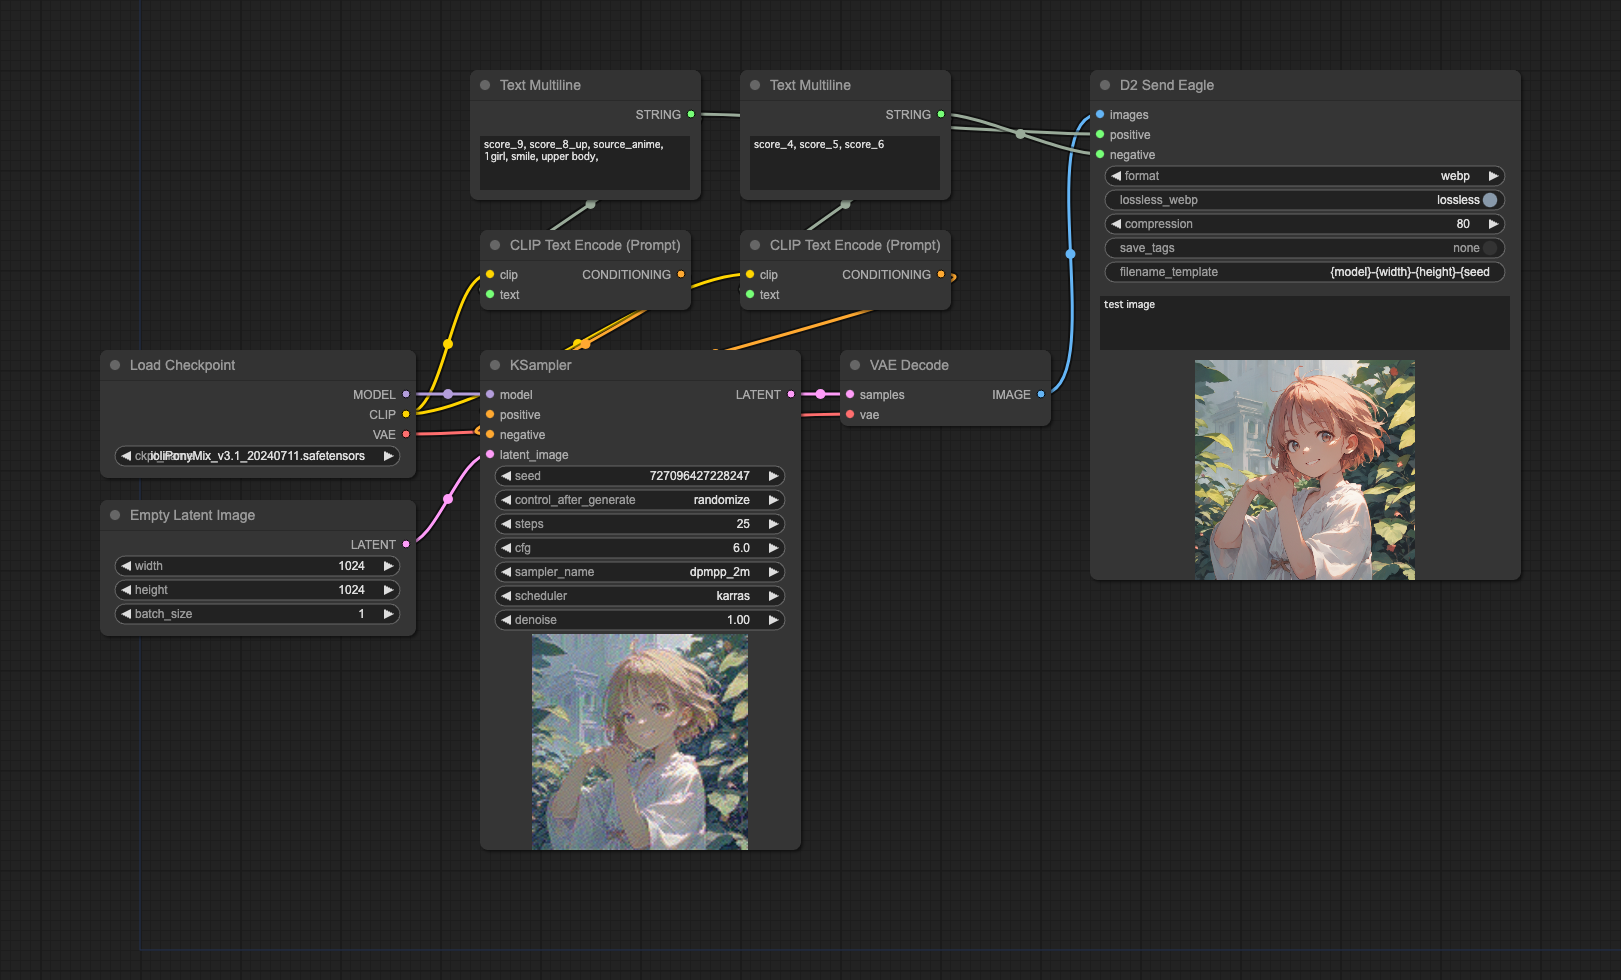 Text Multiline
STRING
score_9, score_8_up, source_anime,
1girl, smile, upper body,
Text Multiline
STRING
score_4, score_5, score_6
D2 Send Eagle
images
positive
negative
format webp
lossless_webp lossless
compression 80
save_tags none
filename_template {model}-{width}-{height}-{seed
test image
CLIP Text Encode (Prompt)
clip CONDITIONING
text
CLIP Text Encode (Prompt)
clip CONDITIONING
text
Load Checkpoint
MODEL
CLIP
VAE
PonyMix_v3.1_20240711.safetensors
Empty Latent Image
LATENT
width 1024
height 1024
batch_size 1
KSampler
model LATENT
positive
negative
latent_image
seed 727096427228247
control_after_generate randomize
steps 25
cfg 6.0
sampler_name dpmpp_2m
scheduler karras
denoise 1.00
VAE Decode
samples IMAGE
vae